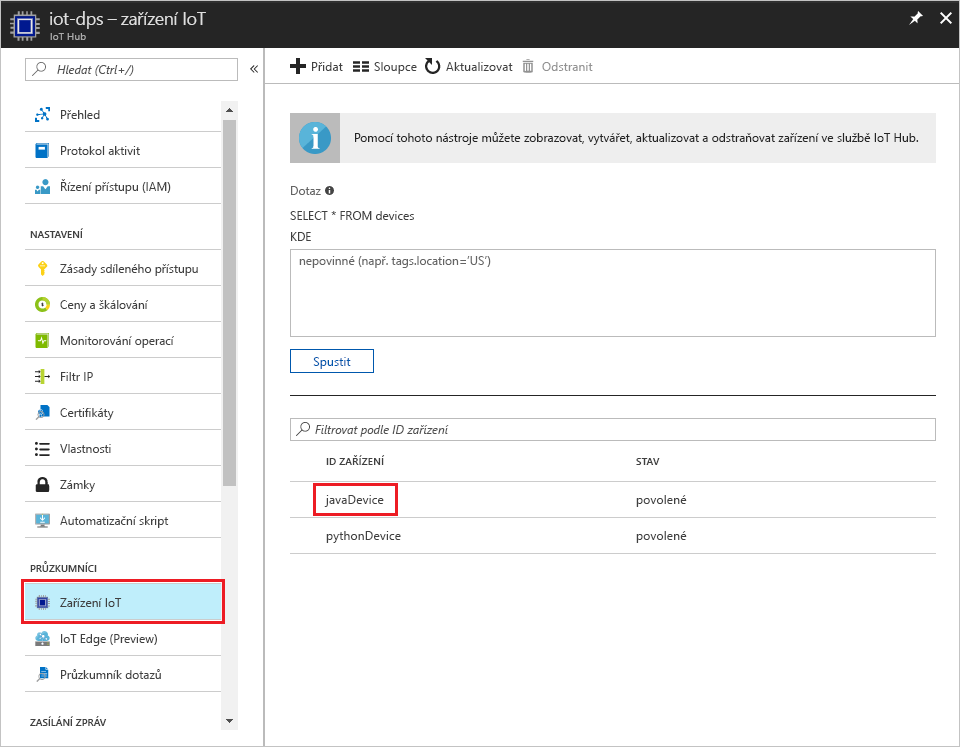 iot-dps – zařízení IoT
IoT Hub
Hledat (Ctrl+/)
«
Přehled
Protokol aktivit
Řízení přístupu (IAM)
NASTAVENÍ
Zásady sdíleného přístupu
Ceny a škálování
Monitorování operací
Filtr IP
Certifikáty
Vlastnosti
Zámky
Automatizační skript
PRŮZKUMNÍCI
Zařízení IoT
IoT Edge (Preview)
Průzkumník dotazů
ZASÍLÁNÍ ZPRÁV
Přidat Sloupce Aktualizovat Odstranit
Pomocí tohoto nástroje můžete zobrazovat, vytvářet, aktualizovat a odstraňovat zařízení ve službě IoT Hub.
Dotaz
SELECT * FROM devices
KDE
nepovinné (např. tags.location='US')
Spustit
Filtrovat podle ID zařízení
ID ZAŘÍZENÍ STAV
javaDevice povolené
pythonDevice povolené